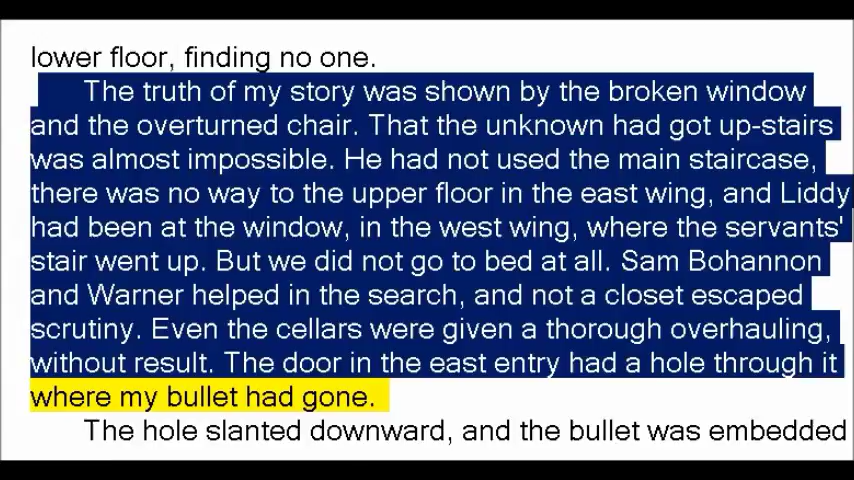 lower floor, finding no one.
The truth of my story was shown by the broken window
and the overturned chair. That the unknown had got up-stairs
was almost impossible. He had not used the main staircase,
there was no way to the upper floor in the east wing, and Liddy
had been at the window, in the west wing, where the servants'
stair went up. But we did not go to bed at all. Sam Bohannon
and Warner helped in the search, and not a closet escaped
scrutiny. Even the cellars were given a thorough overhauling,
without result. The door in the east entry had a hole through it
where my bullet had gone.
The hole slanted downward, and the bullet was embedded